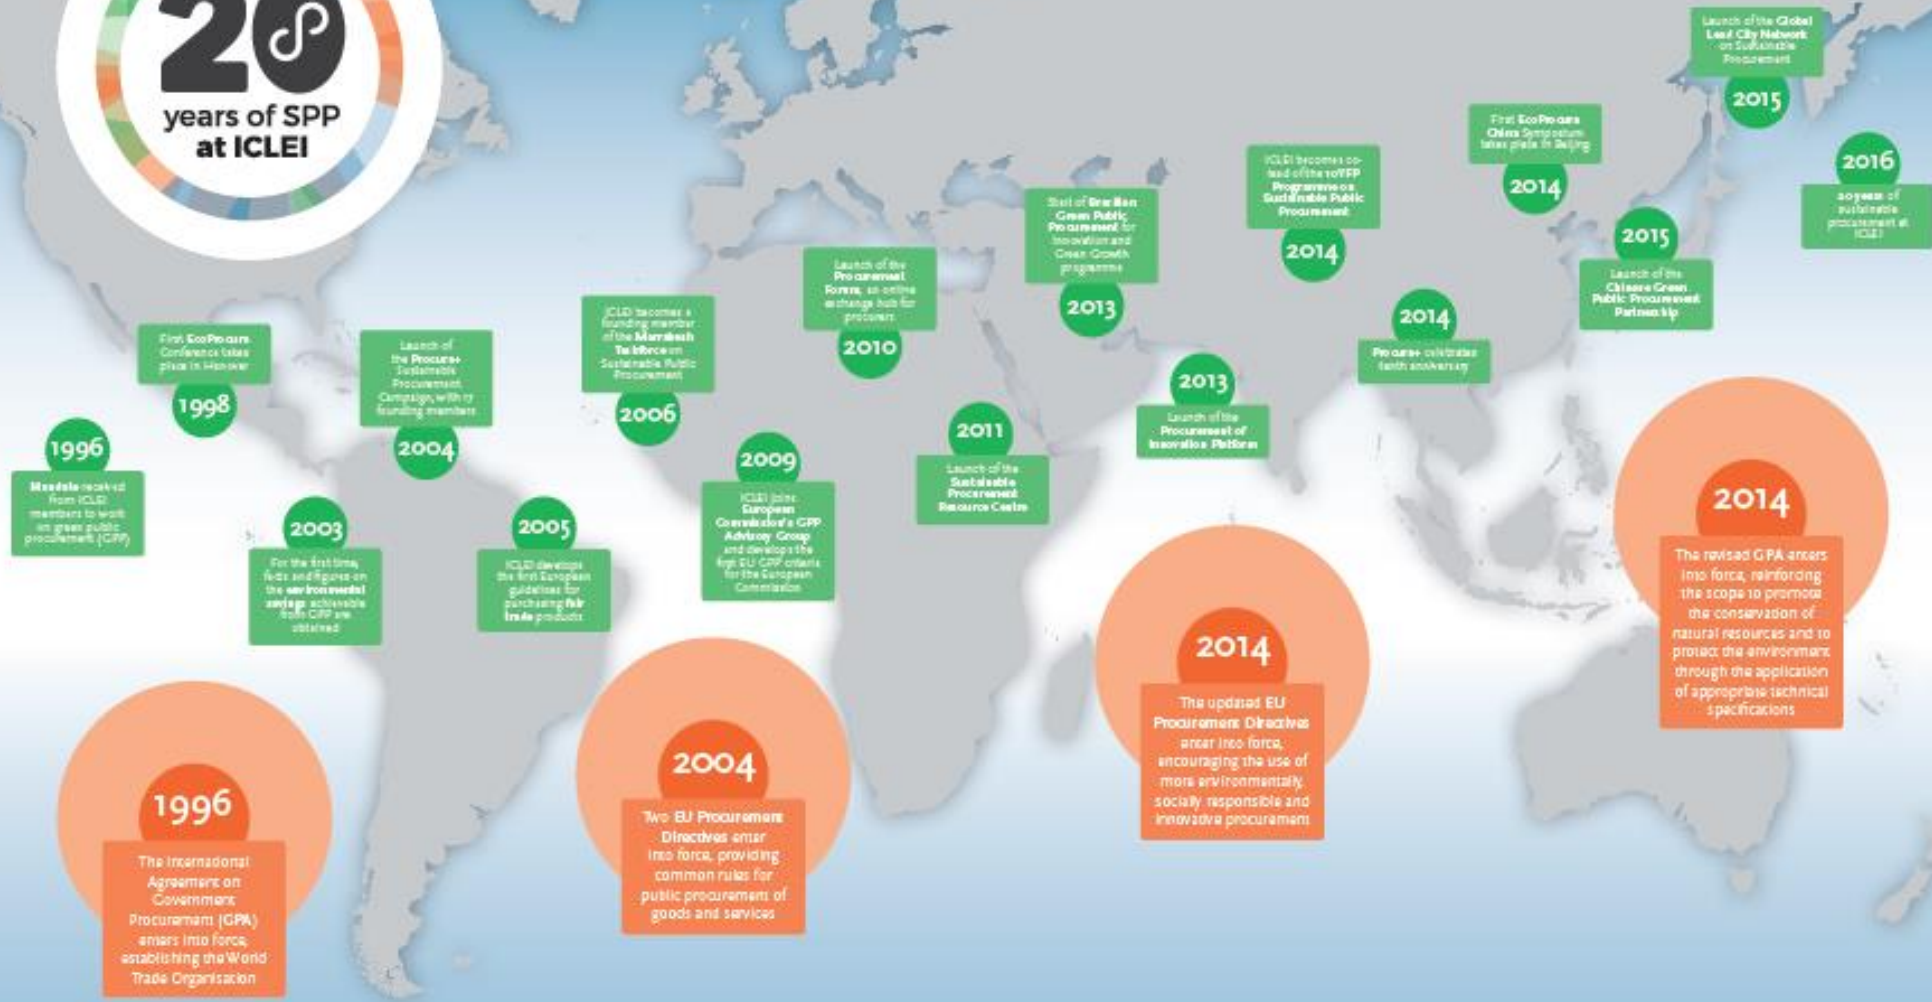 20
years of SPP
at ICLEI
1996
Mandate received
from ICLEI
members to work
on green public
procurement (GPP)
First EcoProcura
Conference takes
place in Hanover
1998
2003
For the first time,
facts and figures on
the environmental
savings achievable
from GPP are
obtained
Launch of
the Procura+
Sustainable
Procurement
Campaign, with 17
founding members
2004
2005
ICLEI develops
the first European
guidelines for
purchasing fair
trade products
ICLEI becomes a
founding member
of the Marrakesh
Taskforce on
Sustainable Public
Procurement
2006
2009
ICLEI joins
European
Commission's GPP
Advisory Group
and develops the
first EU GPP criteria
for the European
Commission
Launch of the
Procurement
Forum, an online
exchange hub for
procurers
2010
2011
Launch of the
Sustainable
Procurement
Resource Centre
Start of Brazilian
Green Public
Procurement for
Innovation and
Green Growth
programme
2013
2013
Launch of the
Procurement of
Innovation Platform
ICLEI becomes co-
lead of the 10YFP
Programme on
Sustainable Public
Procurement
2014
2014
Procura+ celebrates
tenth anniversary
First EcoProcura
China Symposium
takes place in Beijing
2014
2015
Launch of the
Chinese Green
Public Procurement
Partnership
Launch of the Global
Lead City Network
on Sustainable
Procurement
2015
2016
20 years of
sustainable
procurement at
ICLEI
1996
The International
Agreement on
Government
Procurement (GPA)
enters into force,
establishing the World
Trade Organisation
2004
Two EU Procurement
Directives enter
into force, providing
common rules for
public procurement of
goods and services
2014
The updated EU
Procurement Directives
enter into force,
encouraging the use of
more environmentally,
socially responsible and
innovative procurement
2014
The revised GPA enters
into force, reinforcing
the scope to promote
the conservation of
natural resources and to
protect the environment
through the application
of appropriate technical
specifications